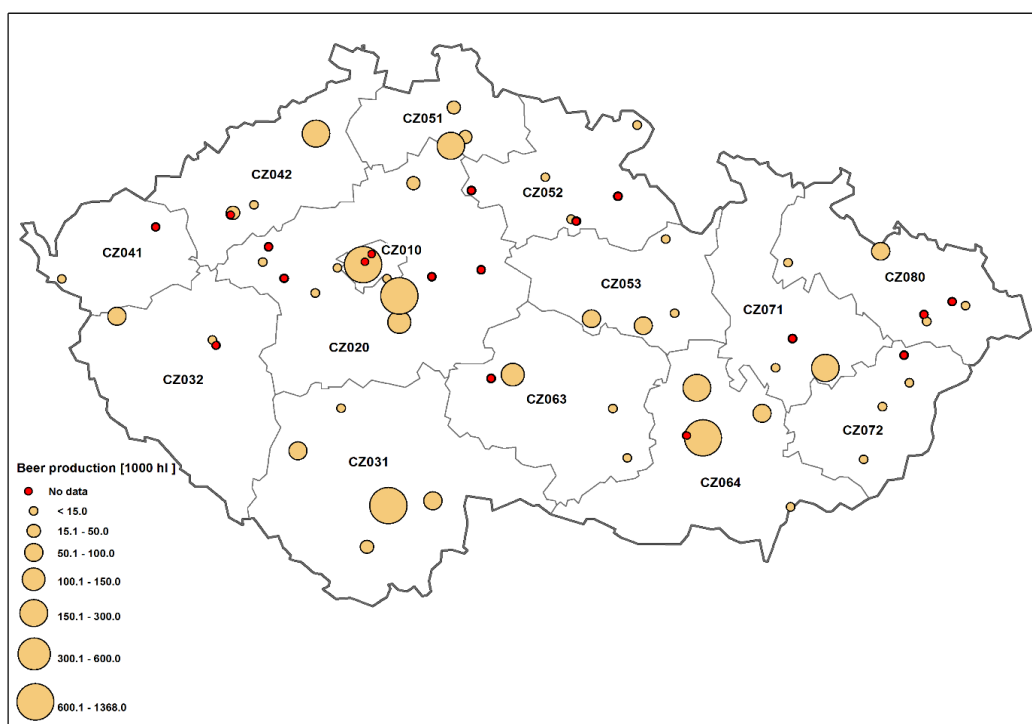 CZ051
CZ042
CZ052
CZ041
CZ010
CZ080
CZ053
CZ071
CZ020
CZ032
CZ063
CZ072
CZ031
CZ064
Beer production [1000 hl ]
No data
< 15.0
15.1 - 50.0
50.1 - 100.0
100.1 - 150.0
150.1 - 300.0
300.1 - 600.0
600.1 - 1368.0